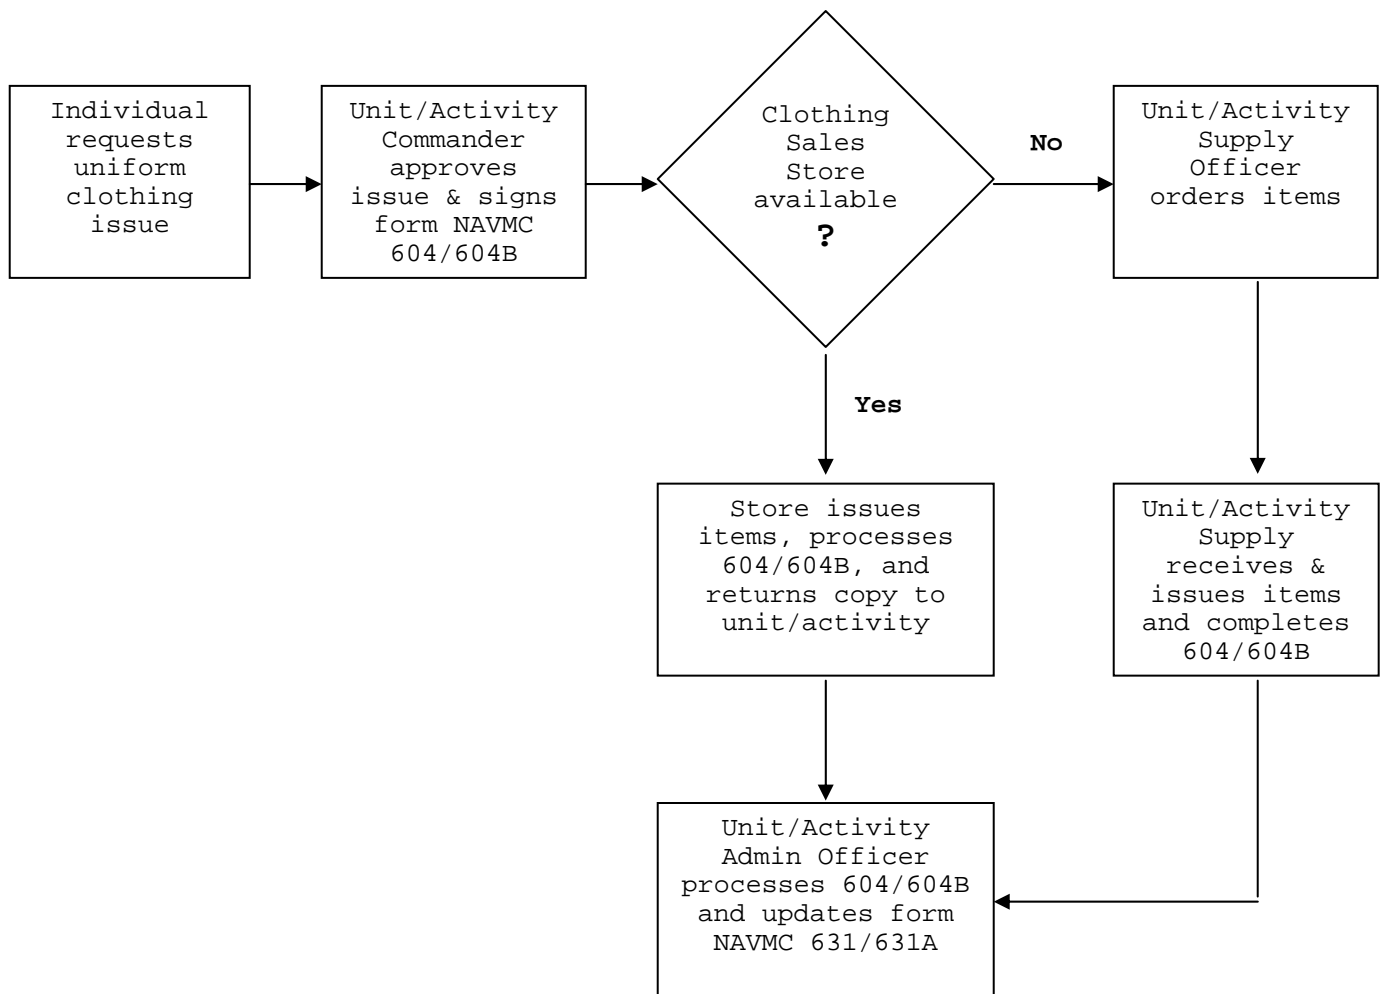 Individual
requests
uniform
clothing
issue
Unit/Activity
Commander
approves
issue & signs
form NAVMC
604/604B
Clothing
Sales
Store
available
?
No
Unit/Activity
Supply
Officer
orders items
Yes
Store issues
items, processes
604/604B, and
returns copy to
unit/activity
Unit/Activity
Supply
receives &
issues items
and completes
604/604B
Unit/Activity
Admin Officer
processes 604/604B
and updates form
NAVMC 631/631A